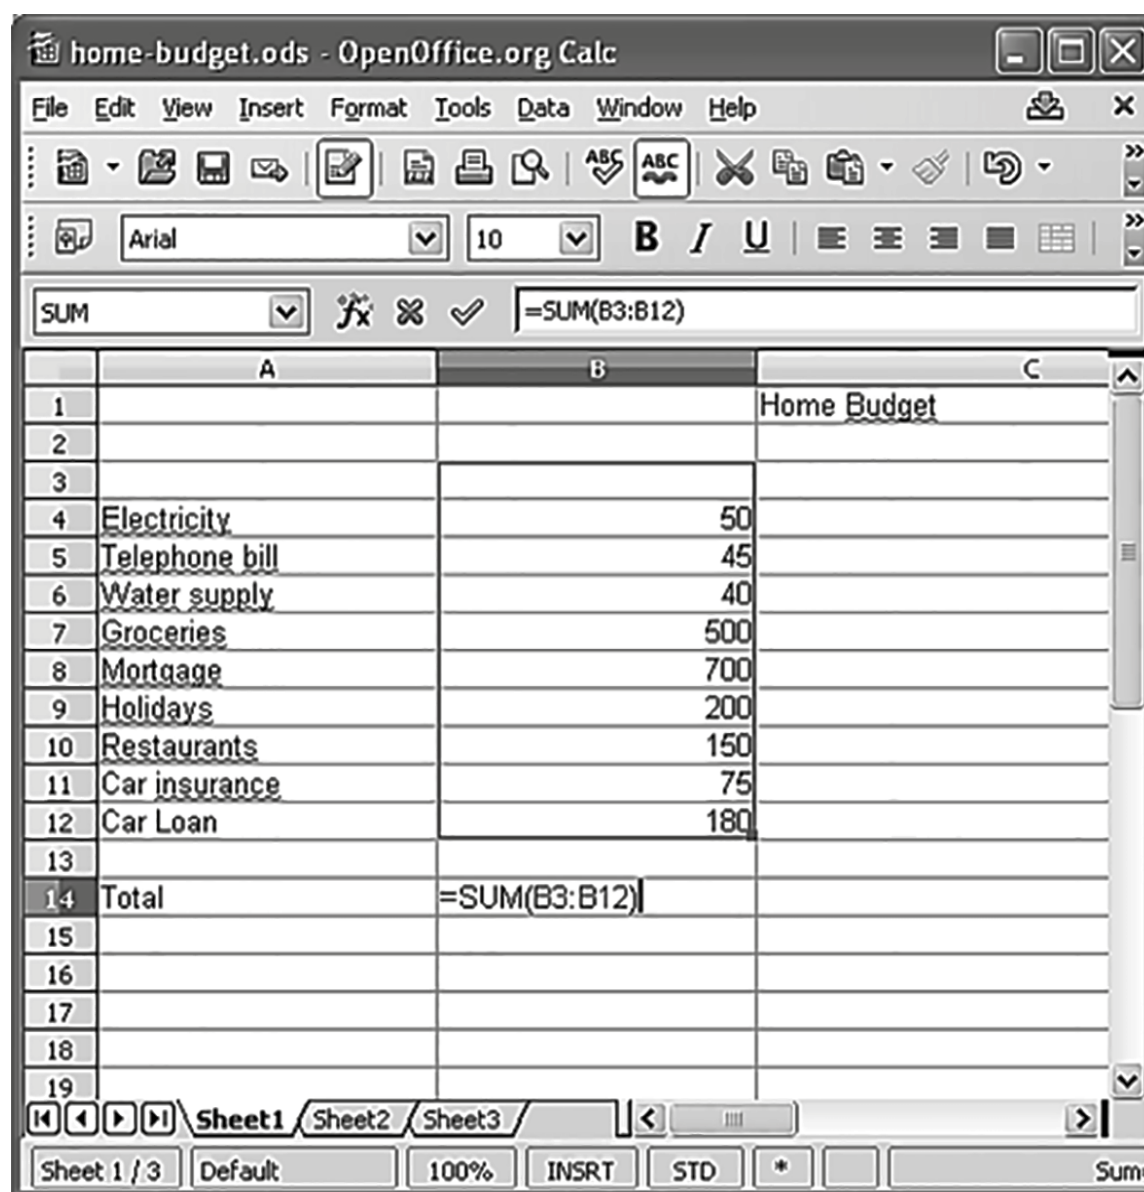 home-budget.ods - OpenOffice.org Calc
File Edit View Insert Format Tools Data Window Help
ABC ABC
Arial 10 B I U
SUM fx =SUM(B3:B12)
A B C
1 Home Budget
2
3
4 Electricity 50
5 Telephone bill 45
6 Water supply 40
7 Groceries 500
8 Mortgage 700
9 Holidays 200
10 Restaurants 150
11 Car insurance 75
12 Car Loan 180
13
14 Total =SUM(B3:B12)
15
16
17
18
19
Sheet1 Sheet2 Sheet3
Sheet 1 / 3 Default 100% INSRT STD * Sum